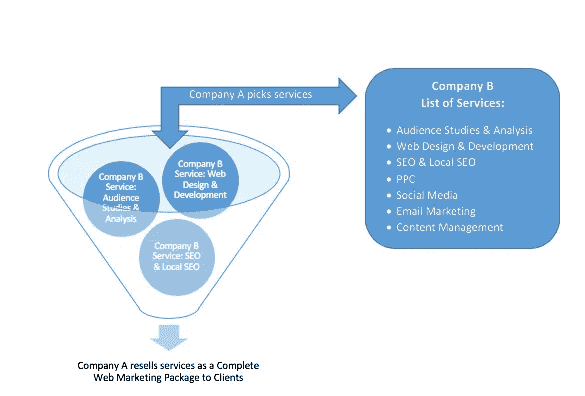 Company A picks services
Company B
List of Services:
• Audience Studies & Analysis
• Web Design & Development
• SEO & Local SEO
• PPC
• Social Media
• Email Marketing
• Content Management
Company B
Service: Web
Design &
Development
Company B
Service:
Audience
Studies &
Analysis
Company B
Service: SEO
& Local SEO
Company A resells services as a Complete
Web Marketing Package to Clients